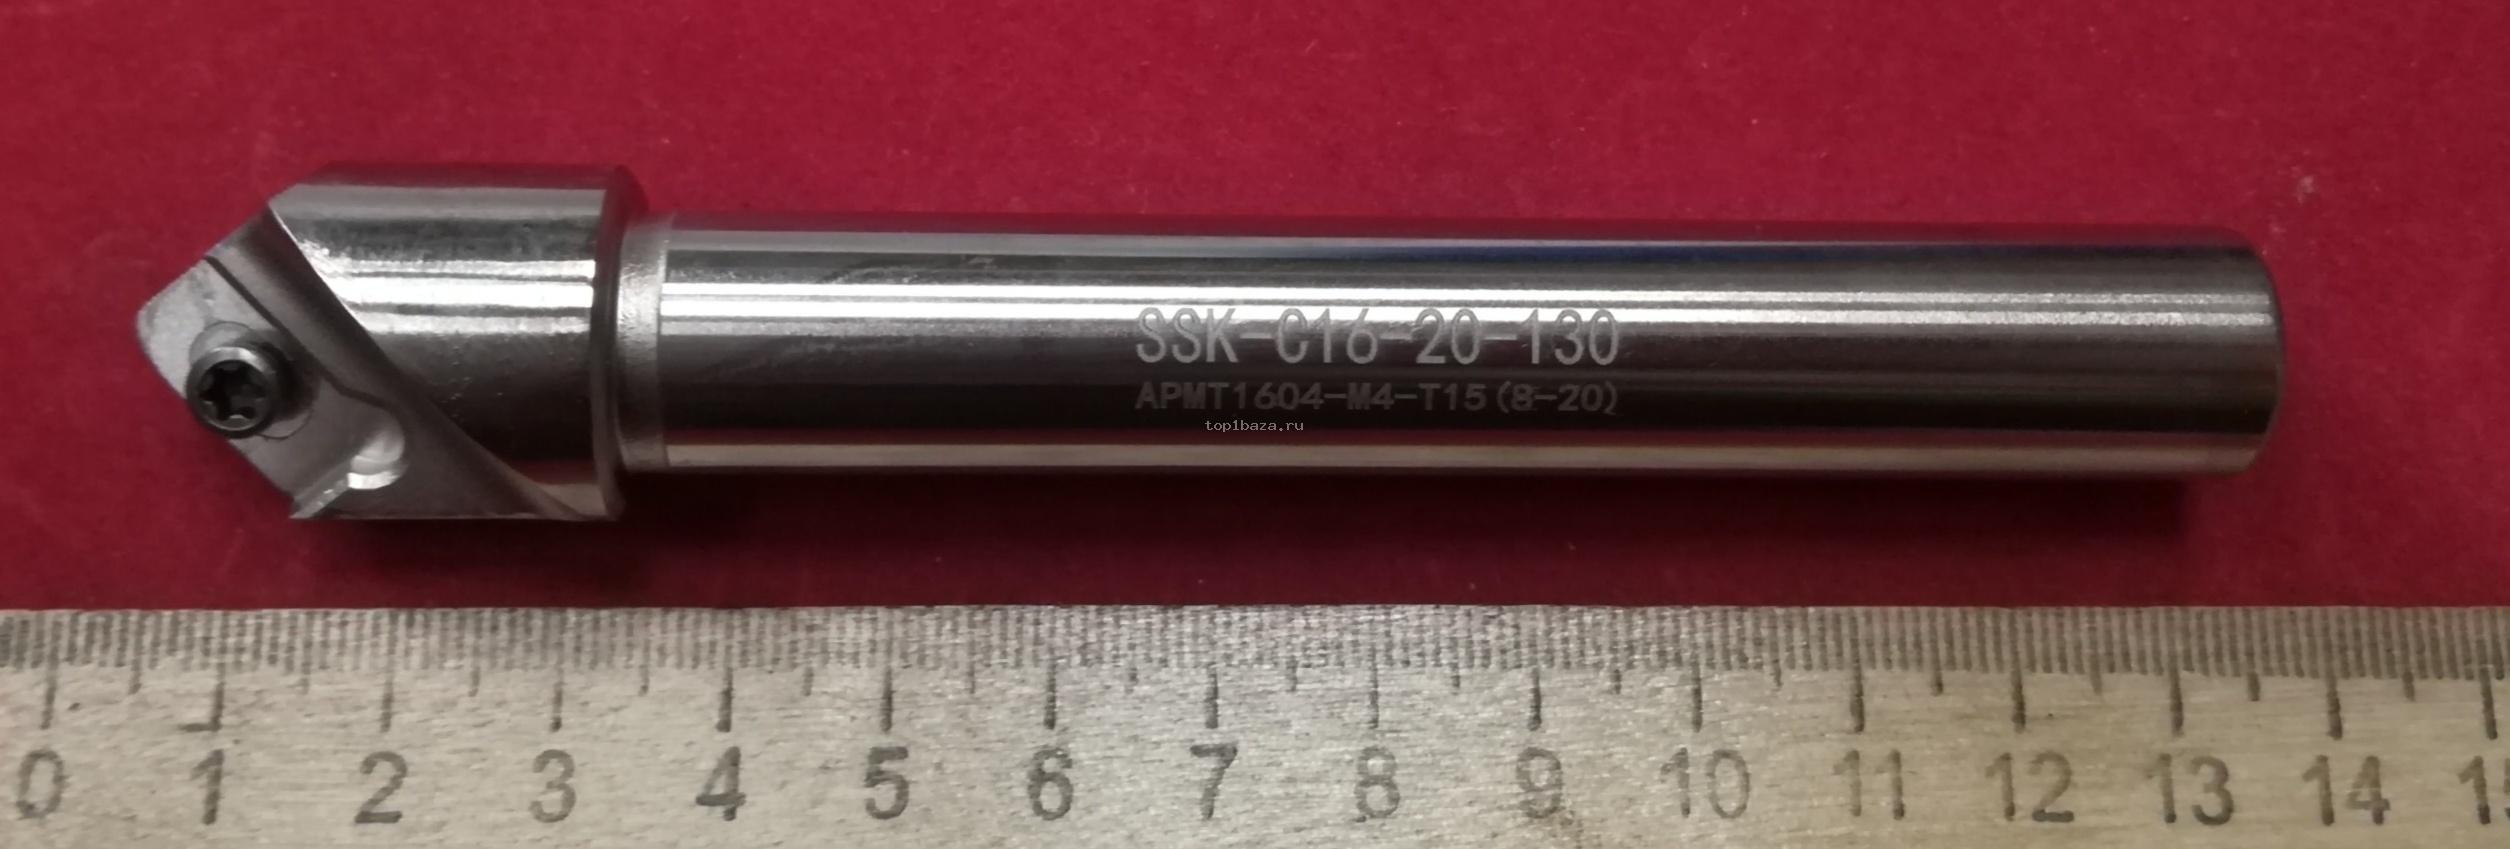 SSK-C16-20-130
APMT1604-M4-T15(8-20)
top1baza.ru
0 1 2 3 4 5 6 7 8 9 10 11 12 13 14